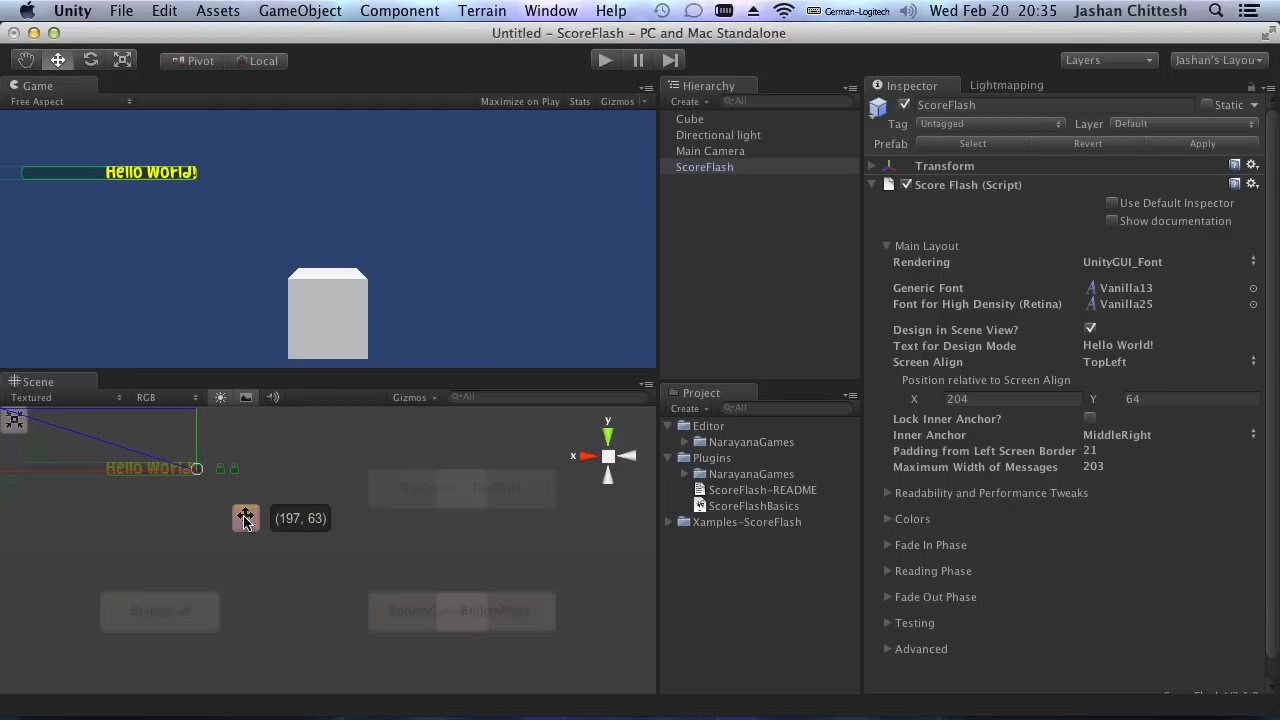 Unity File Edit Assets GameObject Component Terrain Window Help German-Logitech Wed Feb 20 20:35 Jashan Chittesh
Untitled – ScoreFlash – PC and Mac Standalone
Pivot Local Layers Jashan's Layou
Game
Free Aspect Maximize on Play Stats Gizmos
Hello World!
Scene
Textured RGB Gizmos All
Hello World!
y
x
(197, 63)
Hierarchy
Create All
Cube
Directional light
Main Camera
ScoreFlash
Project
Create All
Editor
NarayanaGames
Plugins
NarayanaGames
ScoreFlash-README
ScoreFlashBasics
Xamples-ScoreFlash
Inspector Lightmapping
ScoreFlash Static
Tag Untagged Layer Default
Prefab Select Revert Apply
Transform
Score Flash (Script)
Use Default Inspector
Show documentation
Main Layout
Rendering UnityGUI_Font
Generic Font Vanilla13
Font for High Density (Retina) Vanilla25
Design in Scene View?
Text for Design Mode Hello World!
Screen Align TopLeft
Position relative to Screen Align
X 204 Y 64
Lock Inner Anchor?
Inner Anchor MiddleRight
Padding from Left Screen Border 21
Maximum Width of Messages 203
Readability and Performance Tweaks
Colors
Fade In Phase
Reading Phase
Fade Out Phase
Testing
Advanced